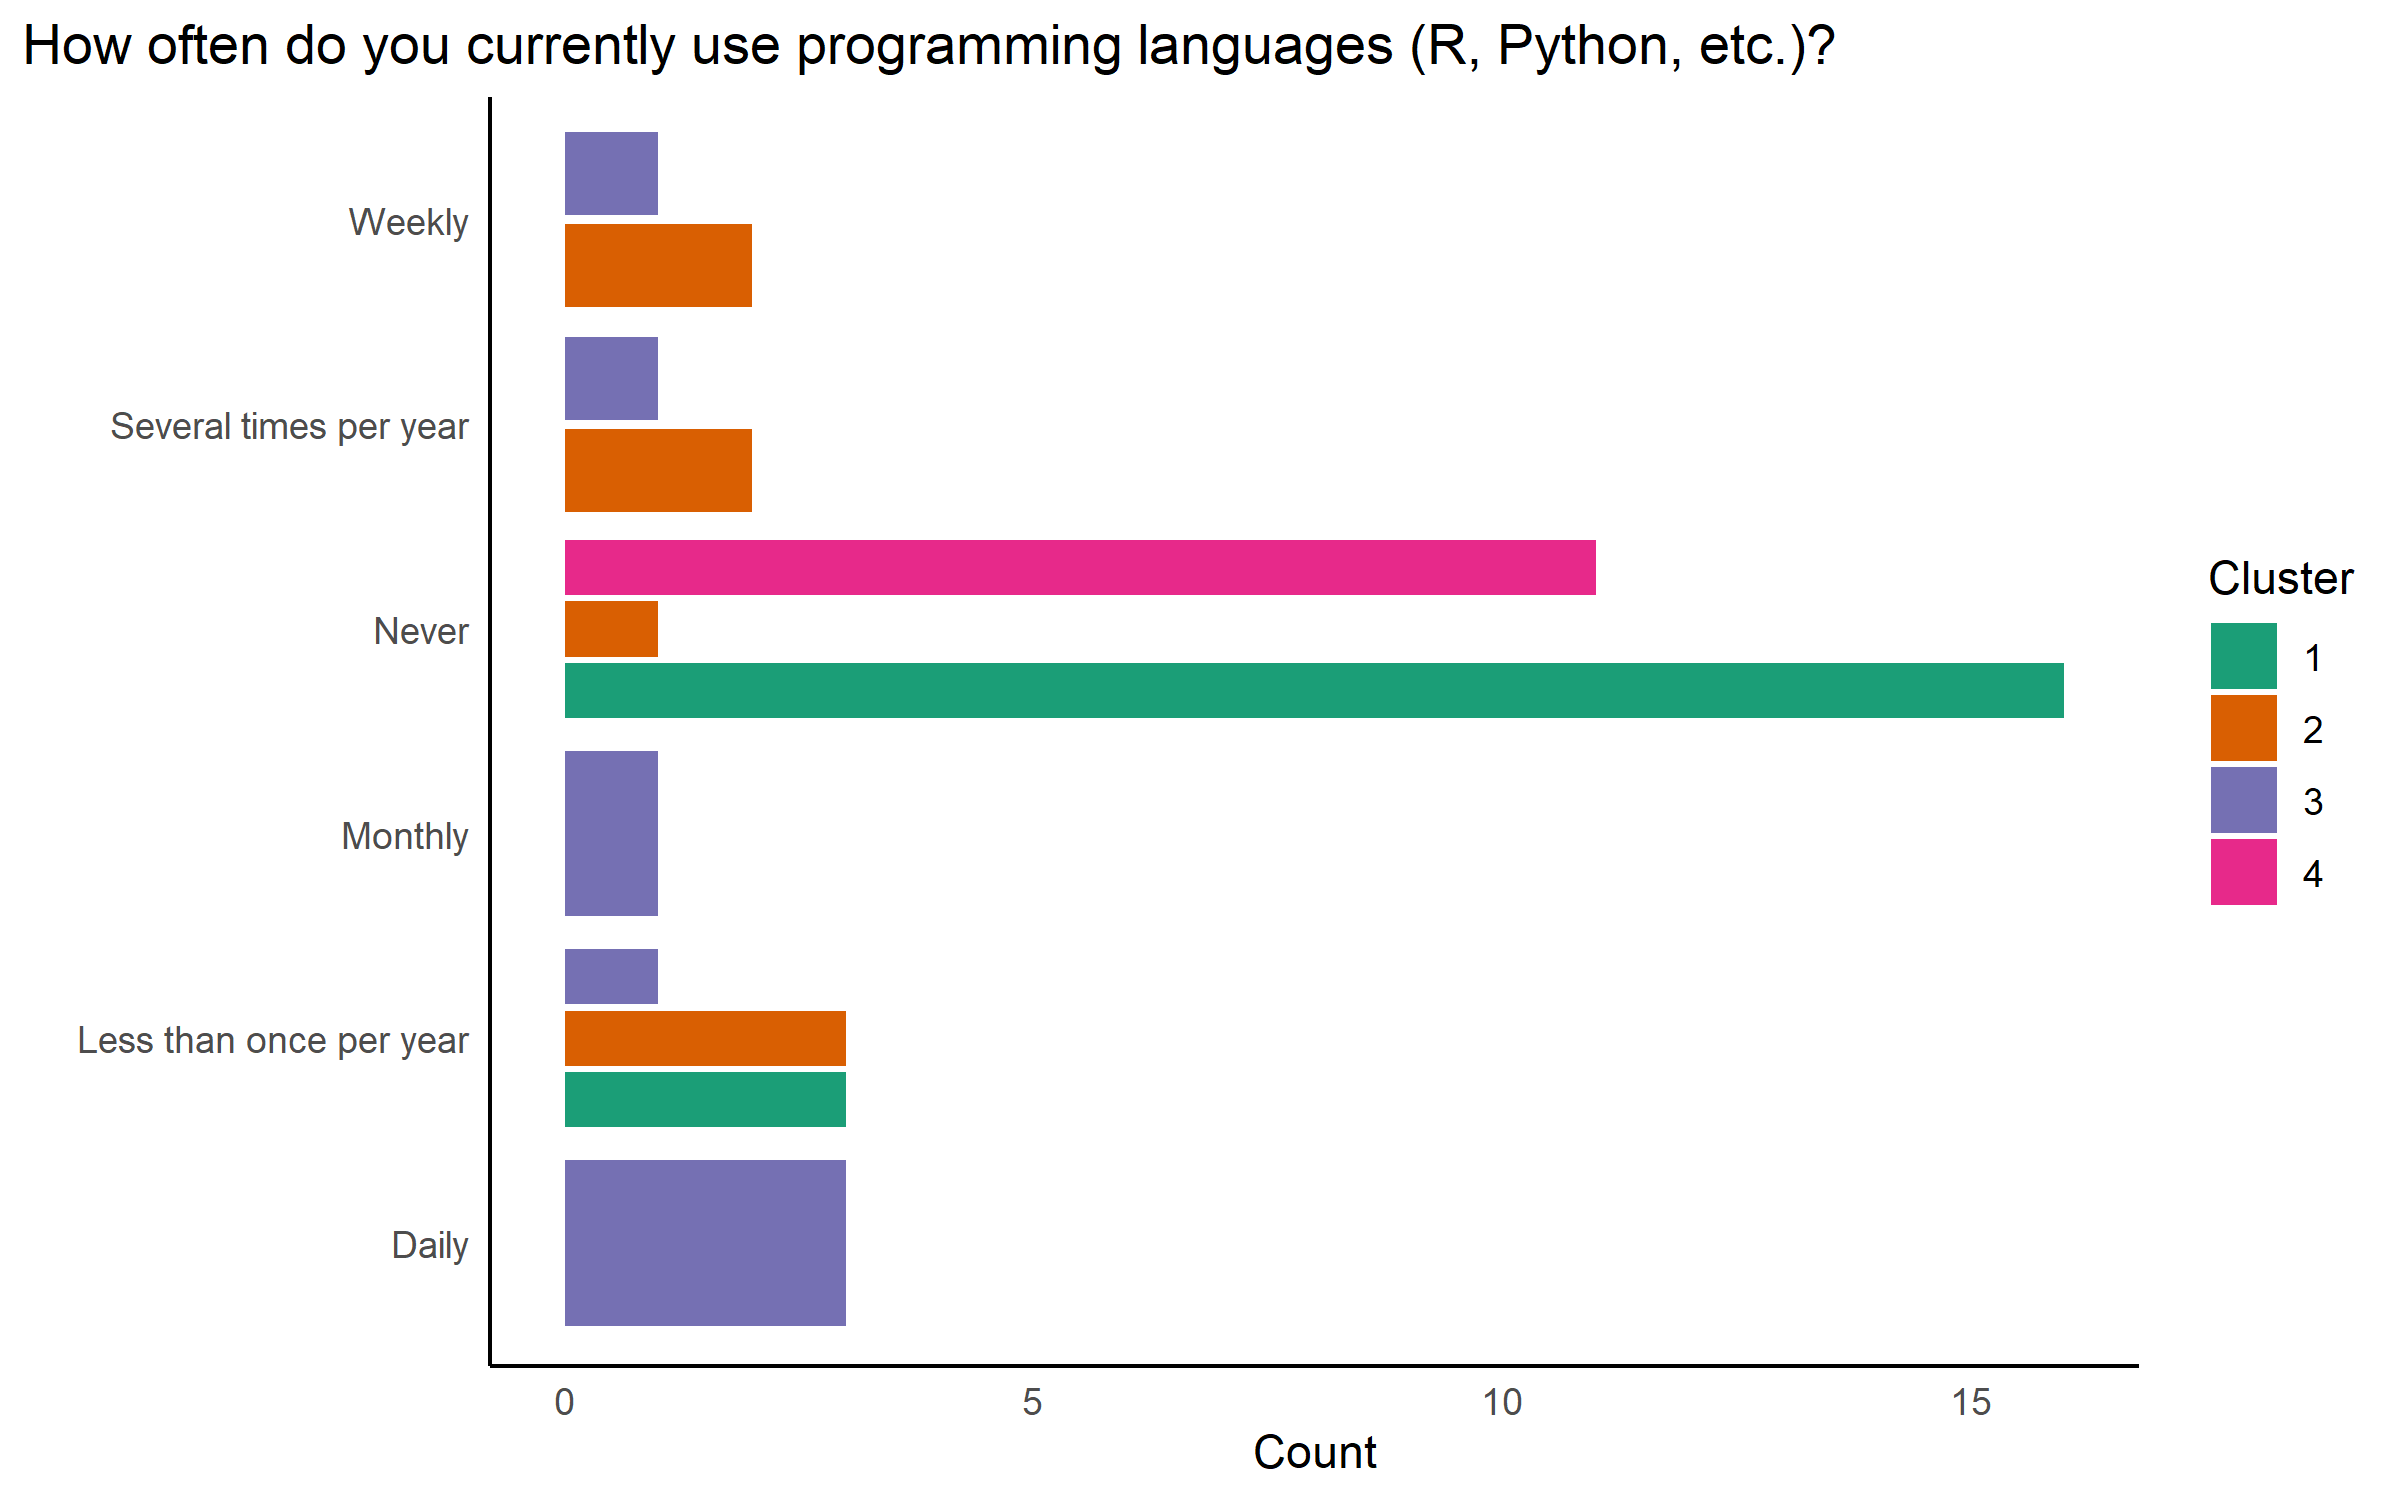 How often do you currently use programming languages (R, Python, etc.)?
Weekly
Several times per year
Never
Monthly
Less than once per year
Daily
0 5 10 15
Count
Cluster
1
2
3
4